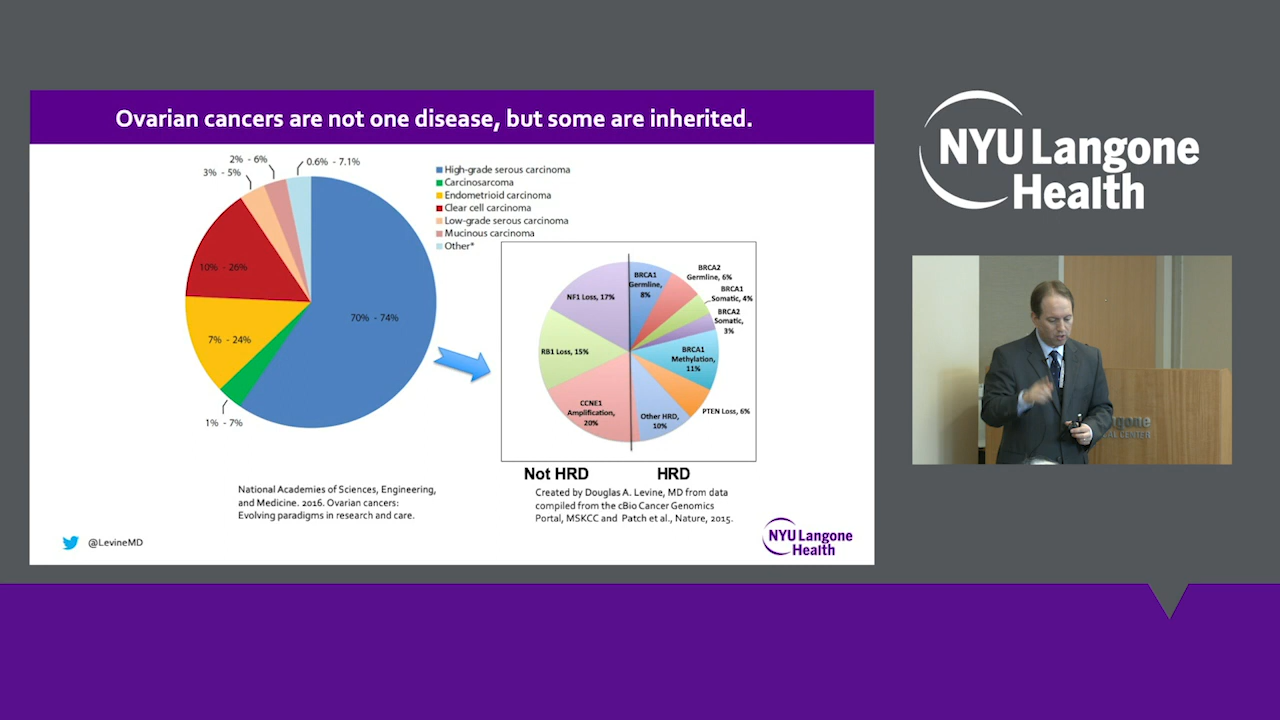 Ovarian cancers are not one disease, but some are inherited.
2% - 6%
0.6% - 7.1%
3% - 5%
10% - 26%
70% - 74%
7% - 24%
1% - 7%
High-grade serous carcinoma
Carcinosarcoma
Endometrioid carcinoma
Clear cell carcinoma
Low-grade serous carcinoma
Mucinous carcinoma
Other*
BRCA1
Germline,
8%
BRCA2
Germline, 6%
BRCA1
Somatic, 4%
BRCA2
Somatic,
3%
BRCA1
Methylation,
11%
PTEN Loss, 6%
Other HRD,
10%
CCNE1
Amplification,
20%
RB1 Loss, 15%
NF1 Loss, 17%
Not HRD
HRD
National Academies of Sciences, Engineering,
and Medicine. 2016. Ovarian cancers:
Evolving paradigms in research and care.
Created by Douglas A. Levine, MD from data
compiled from the cBio Cancer Genomics
Portal, MSKCC and Patch et al., Nature, 2015.
@LevineMD
NYU Langone
Health
NYU Langone
Health